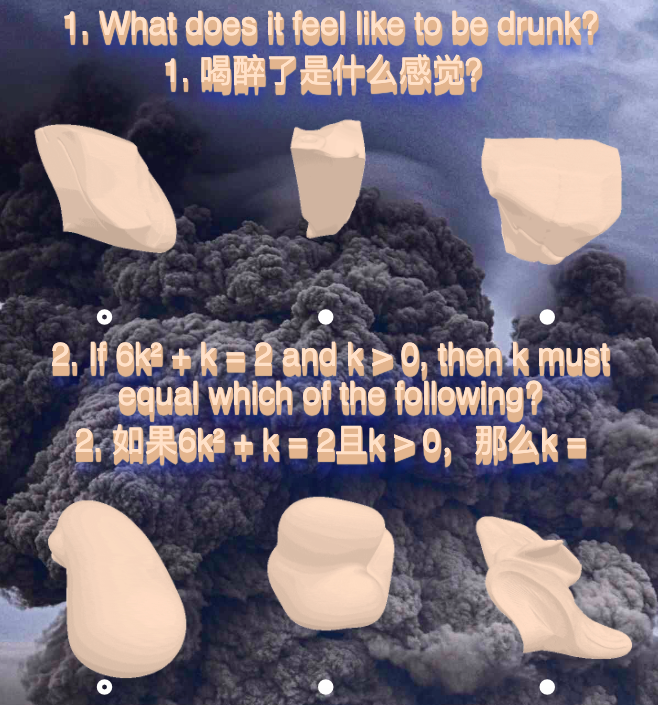 1. What does it feel like to be drunk?
1. 喝醉了是什么感觉?
2. If 6k² + k = 2 and k > 0, then k must
equal which of the following?
2. 如果6k² + k = 2且k > 0，那么k =